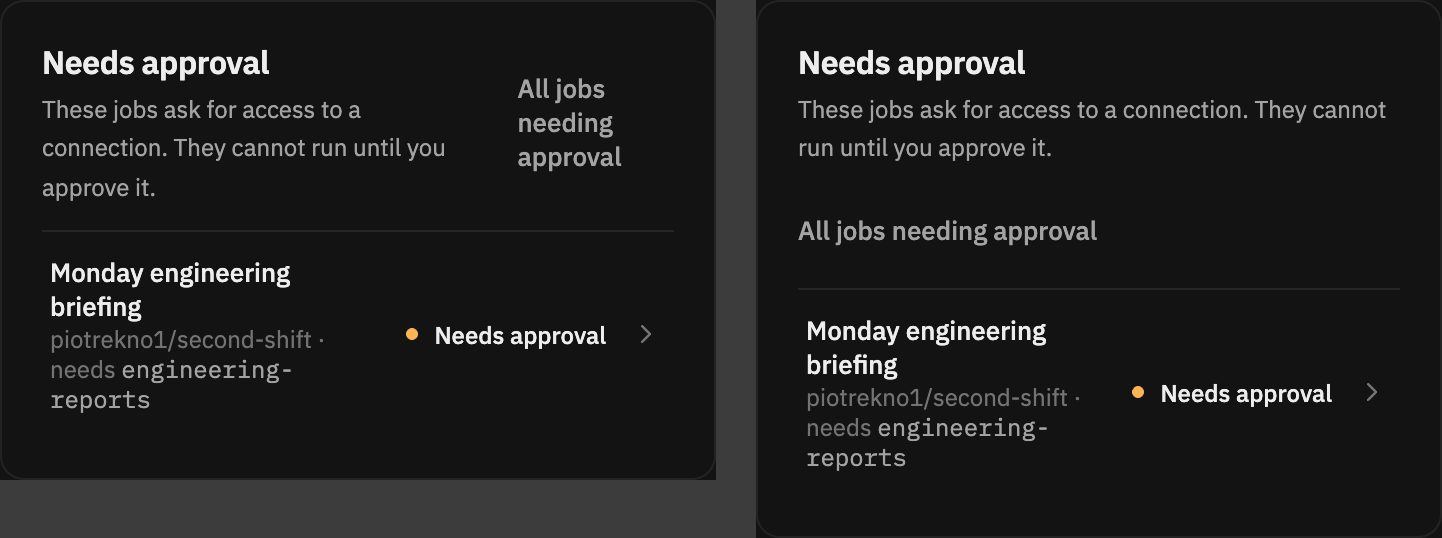 Needs approval
These jobs ask for access to a
connection. They cannot run until you
approve it.
All jobs
needing
approval
Monday engineering
briefing
piotrekno1/second-shift ·
needs engineering-
reports
Needs approval
Needs approval
These jobs ask for access to a connection. They cannot
run until you approve it.
All jobs needing approval
Monday engineering
briefing
piotrekno1/second-shift ·
needs engineering-
reports
Needs approval